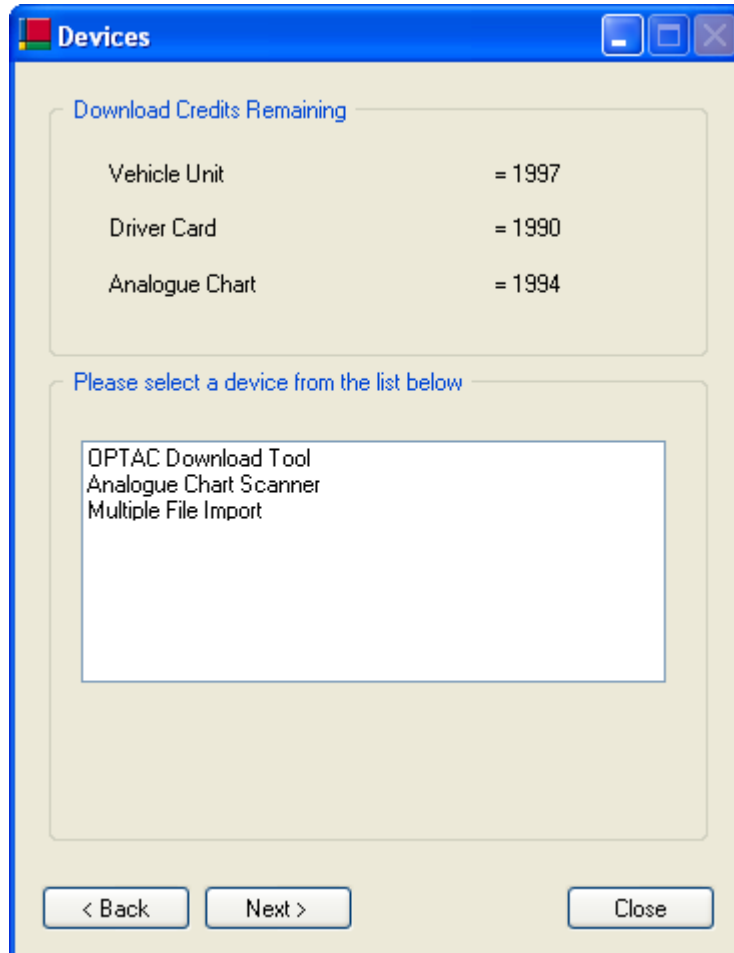 Devices
Download Credits Remaining
Vehicle Unit = 1997
Driver Card = 1990
Analogue Chart = 1994
Please select a device from the list below
OPTAC Download Tool
Analogue Chart Scanner
Multiple File Import
< Back Next > Close